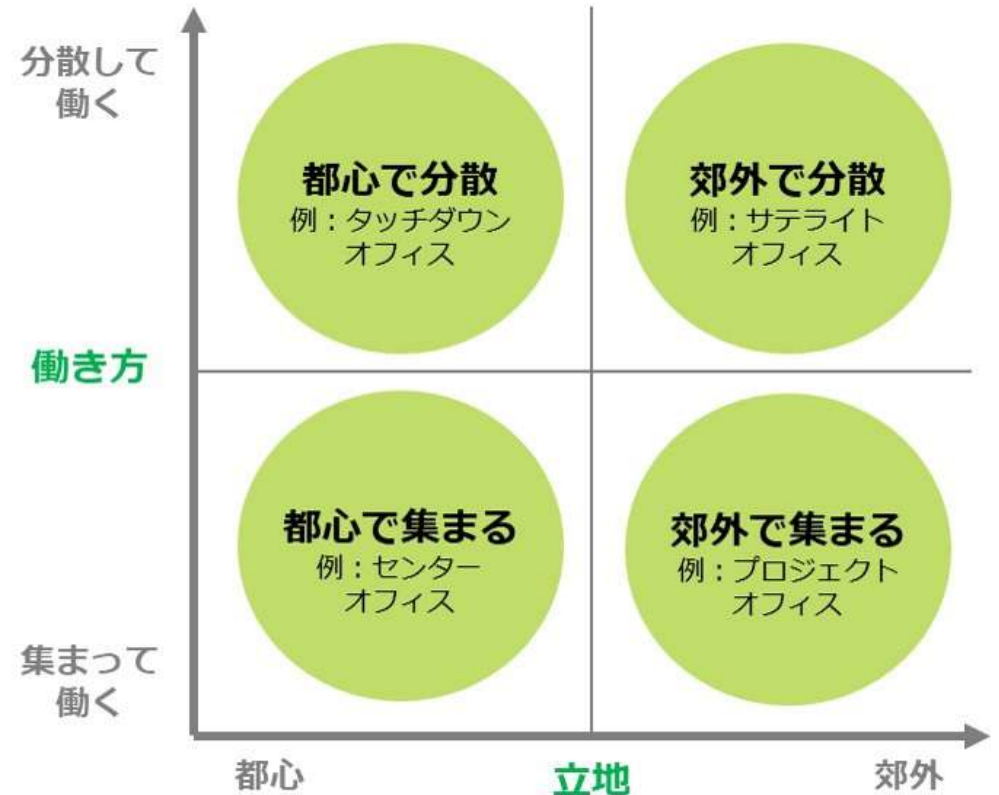 分散して
働く
都心で分散
例：タッチダウン
オフィス
郊外で分散
例：サテライト
オフィス
働き方
都心で集まる
例：センター
オフィス
郊外で集まる
例：プロジェクト
オフィス
集まって
働く
都心
立地
郊外